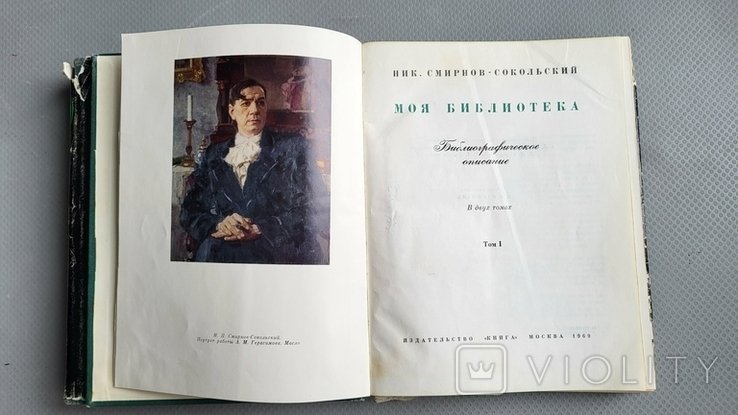 Н. П. Смирнов-Сокольский.
Портрет работы А. М. Герасимова. Масло
НИК. СМИРНОВ-СОКОЛЬСКИЙ
МОЯ БИБЛИОТЕКА
Библиографическое
описание
В двух томах
Том I
ИЗДАТЕЛЬСТВО «КНИГА» МОСКВА 1969
VIOLITY